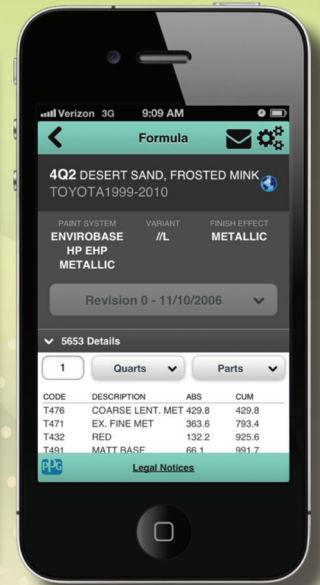 Verizon 3G 9:09 AM
Formula
4Q2 DESERT SAND, FROSTED MINK
TOYOTA1999-2010
PAINT SYSTEM VARIANT FINISH EFFECT
ENVIROBASE //L METALLIC
HP EHP
METALLIC
Revision 0 - 11/10/2006
5653 Details
1 Quarts Parts
CODE DESCRIPTION ABS CUM
T476 COARSE LENT. MET 429.8 429.8
T471 EX. FINE MET 363.6 793.4
T432 RED 132.2 925.6
T491 MATT BASE 66.1 991.7
PPG Legal Notices